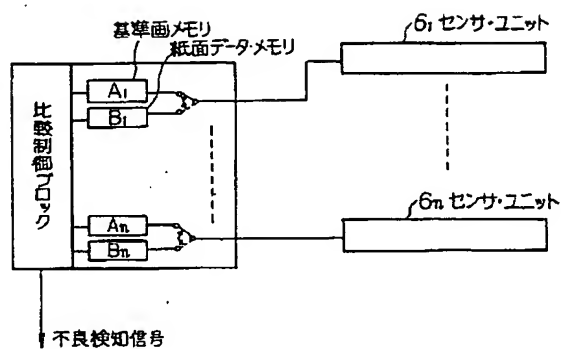 基準画メモリ
紙面データ・メモリ
6₁ センサ・ユニット
A₁
B₁
比較制御ブロック
6n センサ・ユニット
An
Bn
不良検知信号